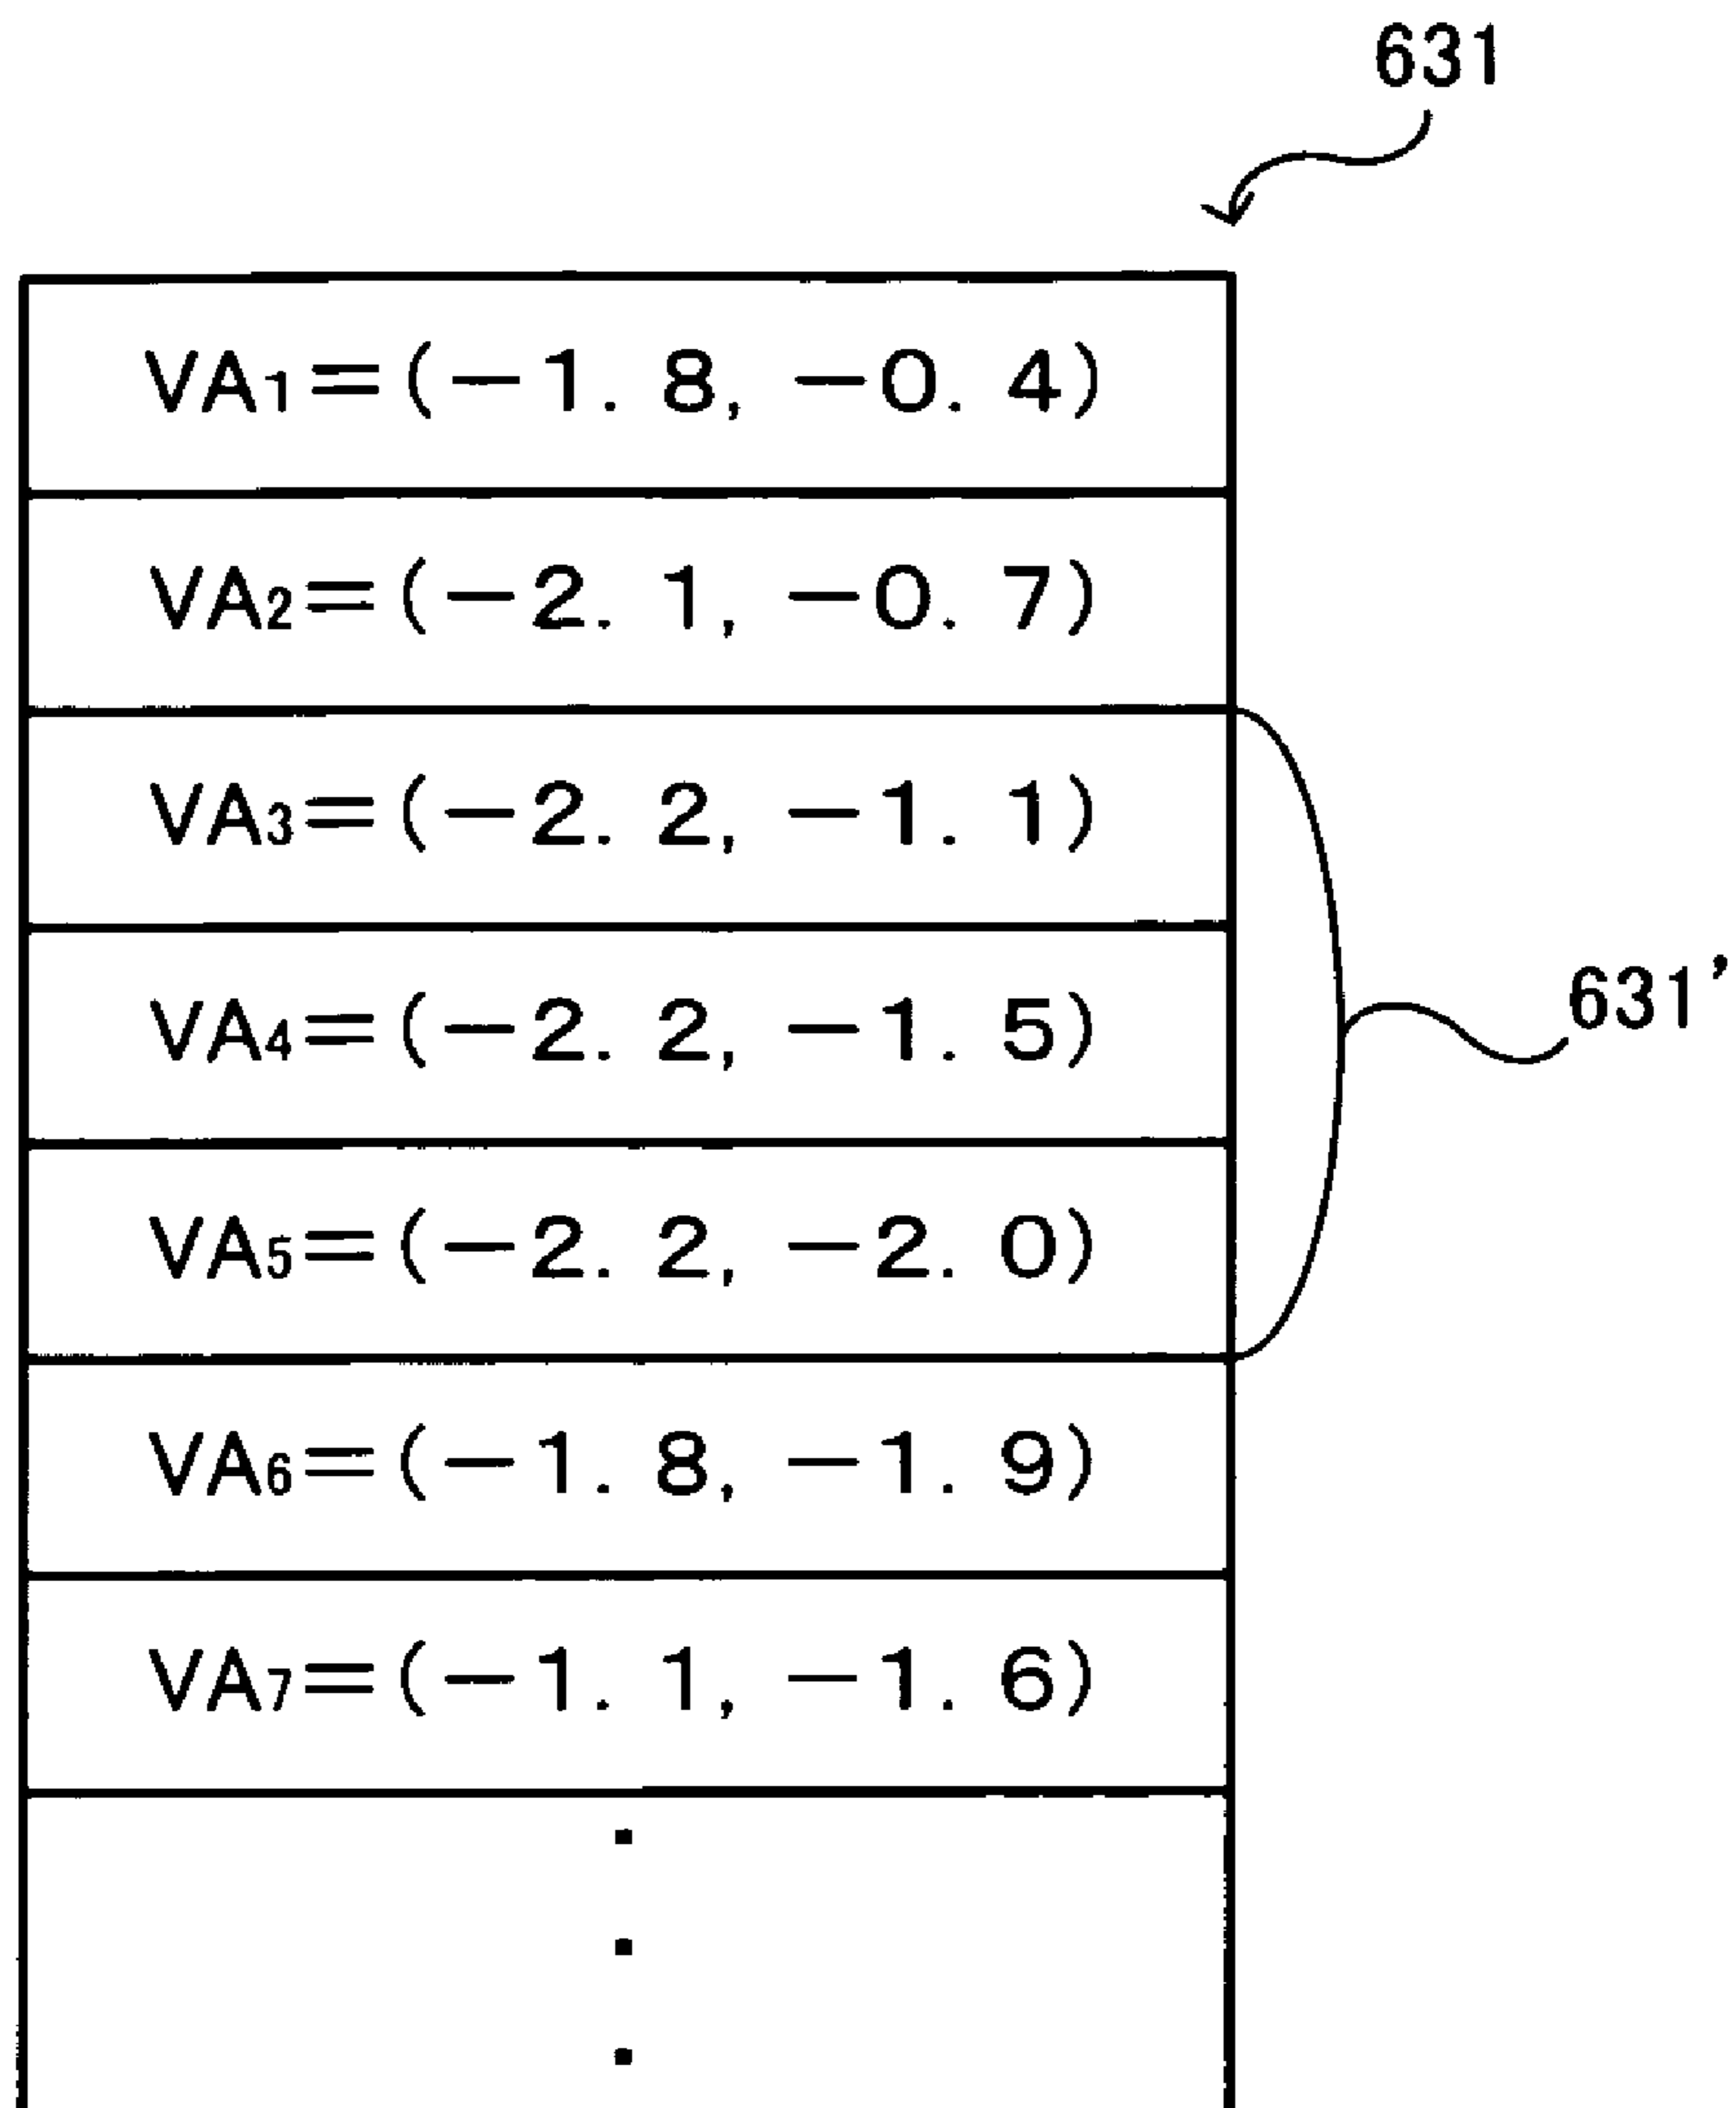 631
VA₁=(-1.8, -0.4)
VA₂=(-2.1, -0.7)
VA₃=(-2.2, -1.1)
VA₄=(-2.2, -1.5)
631'
VA₅=(-2.2, -2.0)
VA₆=(-1.8, -1.9)
VA₇=(-1.1, -1.6)